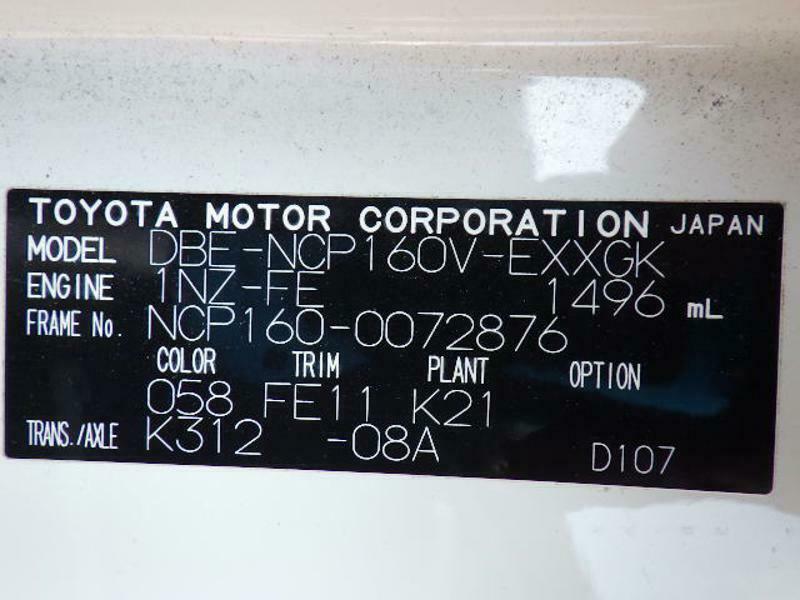 TOYOTA MOTOR CORPORATION JAPAN
MODEL DBE-NCP160V-EXXGK
ENGINE 1NZ-FE 1496 mL
FRAME No. NCP160-0072876
COLOR TRIM PLANT OPTION
058 FE11 K21
TRANS./AXLE K312 -08A D107